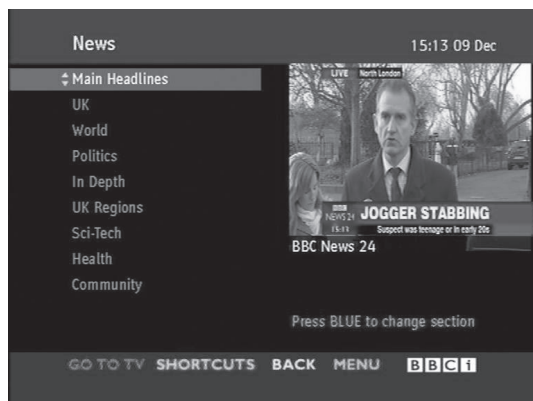 News
15:13 09 Dec
Main Headlines
UK
World
Politics
In Depth
UK Regions
Sci-Tech
Health
Community
LIVE North London
BBC
NEWS 24 JOGGER STABBING
15:13 Suspect was teenage or in early 20s
BBC News 24
Press BLUE to change section
GO TO TV SHORTCUTS BACK MENU BBCi